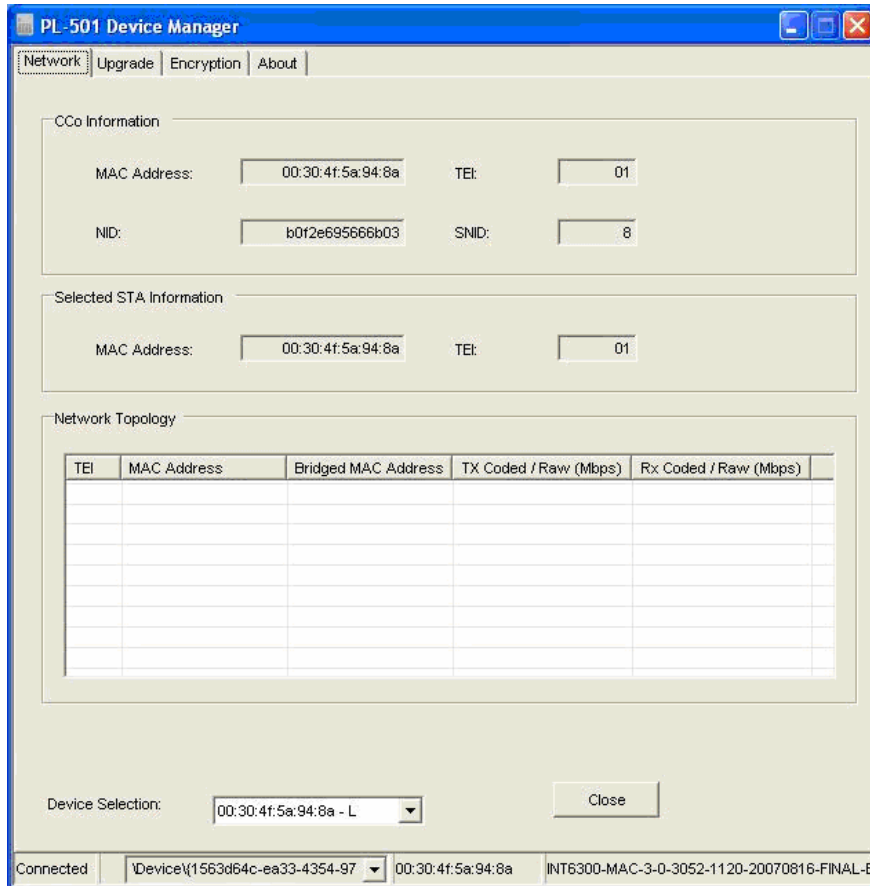 PL-501 Device Manager
Network Upgrade Encryption About
CCo Information
MAC Address: 00:30:4f:5a:94:8a TEI: 01
NID: b0f2e695666b03 SNID: 8
Selected STA Information
MAC Address: 00:30:4f:5a:94:8a TEI: 01
Network Topology
TEI MAC Address Bridged MAC Address TX Coded / Raw (Mbps) Rx Coded / Raw (Mbps)
Device Selection: 00:30:4f:5a:94:8a - L Close
Connected \Device\{1563d64c-ea33-4354-97 00:30:4f:5a:94:8a INT6300-MAC-3-0-3052-1120-20070816-FINAL-E